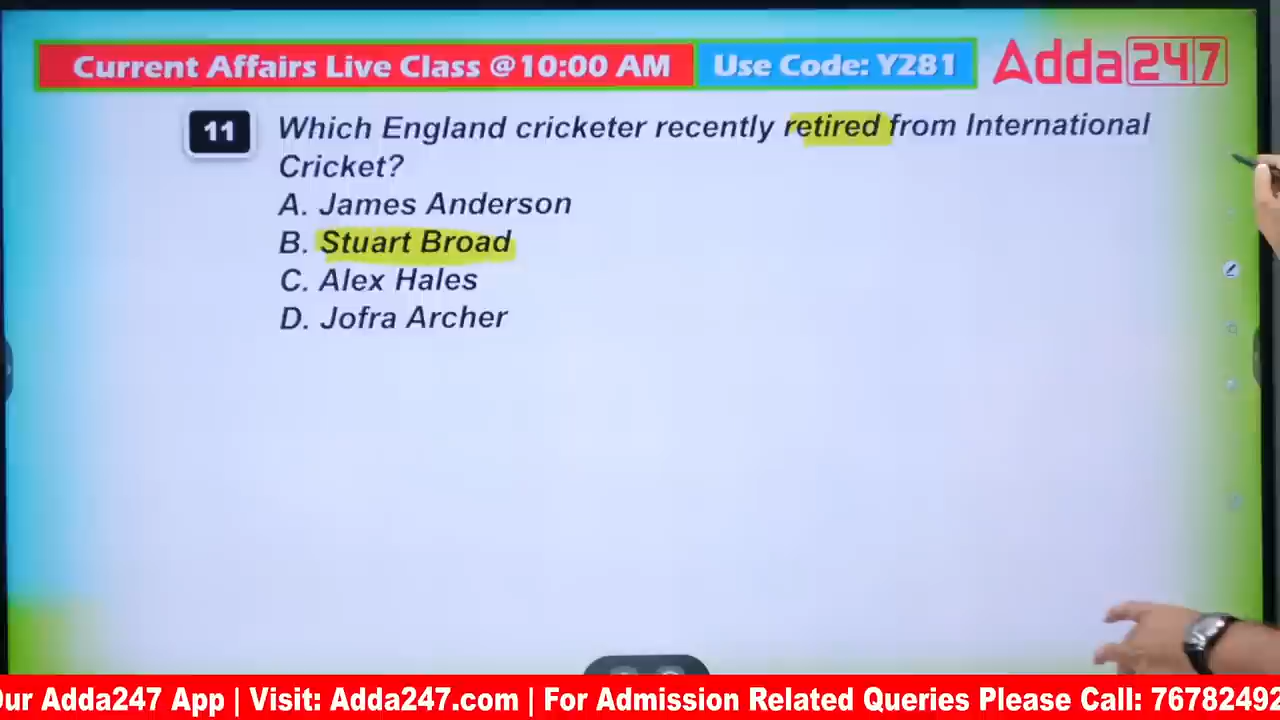 Current Affairs Live Class @10:00 AM Use Code: Y281 Adda247
11 Which England cricketer recently retired from International
Cricket?
A. James Anderson
B. Stuart Broad
C. Alex Hales
D. Jofra Archer
Our Adda247 App | Visit: Adda247.com | For Admission Related Queries Please Call: 76782492